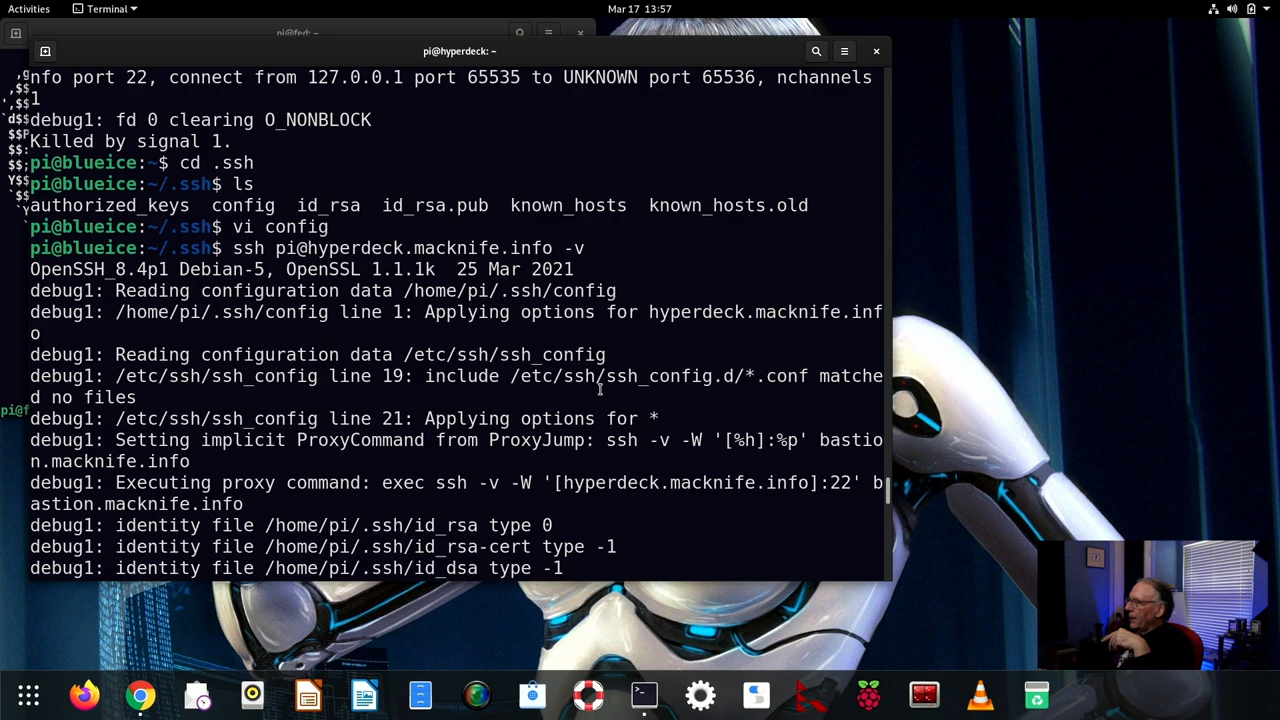 Activities
Terminal
Mar 17 13:57
pi@fed: ~
pi@hyperdeck: ~
nfo port 22, connect from 127.0.0.1 port 65535 to UNKNOWN port 65536, nchannels
1
debug1: fd 0 clearing O_NONBLOCK
Killed by signal 1.
pi@blueice:~$ cd .ssh
pi@blueice:~/.ssh$ ls
authorized_keys config id_rsa id_rsa.pub known_hosts known_hosts.old
pi@blueice:~/.ssh$ vi config
pi@blueice:~/.ssh$ ssh pi@hyperdeck.macknife.info -v
OpenSSH_8.4p1 Debian-5, OpenSSL 1.1.1k 25 Mar 2021
debug1: Reading configuration data /home/pi/.ssh/config
debug1: /home/pi/.ssh/config line 1: Applying options for hyperdeck.macknife.inf
o
debug1: Reading configuration data /etc/ssh/ssh_config
debug1: /etc/ssh/ssh_config line 19: include /etc/ssh/ssh_config.d/*.conf matche
d no files
debug1: /etc/ssh/ssh_config line 21: Applying options for *
debug1: Setting implicit ProxyCommand from ProxyJump: ssh -v -W '[%h]:%p' bastio
n.macknife.info
debug1: Executing proxy command: exec ssh -v -W '[hyperdeck.macknife.info]:22' b
astion.macknife.info
debug1: identity file /home/pi/.ssh/id_rsa type 0
debug1: identity file /home/pi/.ssh/id_rsa-cert type -1
debug1: identity file /home/pi/.ssh/id_dsa type -1